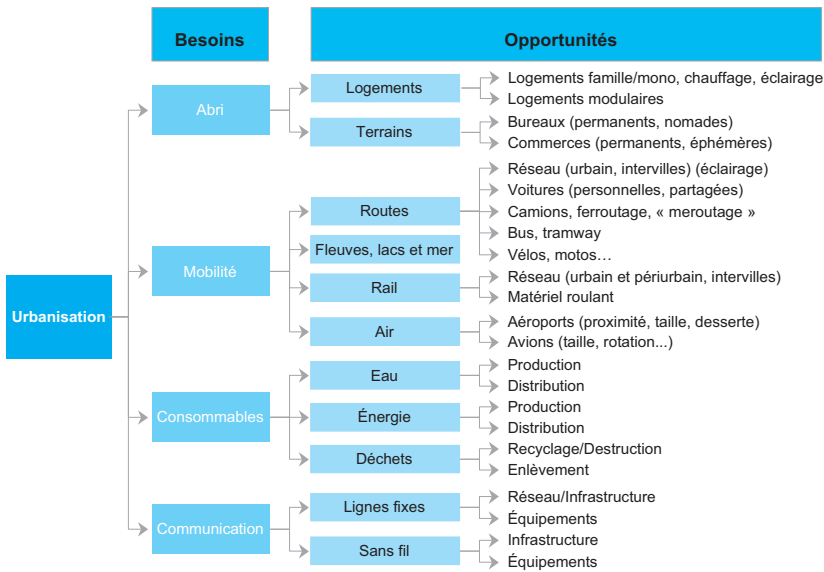 Besoins
Opportunités
Urbanisation
Abri
Logements
Logements famille/mono, chauffage, éclairage
Logements modulaires
Terrains
Bureaux (permanents, nomades)
Commerces (permanents, éphémères)
Mobilité
Routes
Réseau (urbain, intervilles) (éclairage)
Voitures (personnelles, partagées)
Camions, ferroutage, « meroutage »
Bus, tramway
Vélos, motos…
Fleuves, lacs et mer
Rail
Réseau (urbain et périurbain, intervilles)
Matériel roulant
Air
Aéroports (proximité, taille, desserte)
Avions (taille, rotation...)
Consommables
Eau
Production
Distribution
Énergie
Production
Distribution
Déchets
Recyclage/Destruction
Enlèvement
Communication
Lignes fixes
Réseau/Infrastructure
Équipements
Sans fil
Infrastructure
Équipements